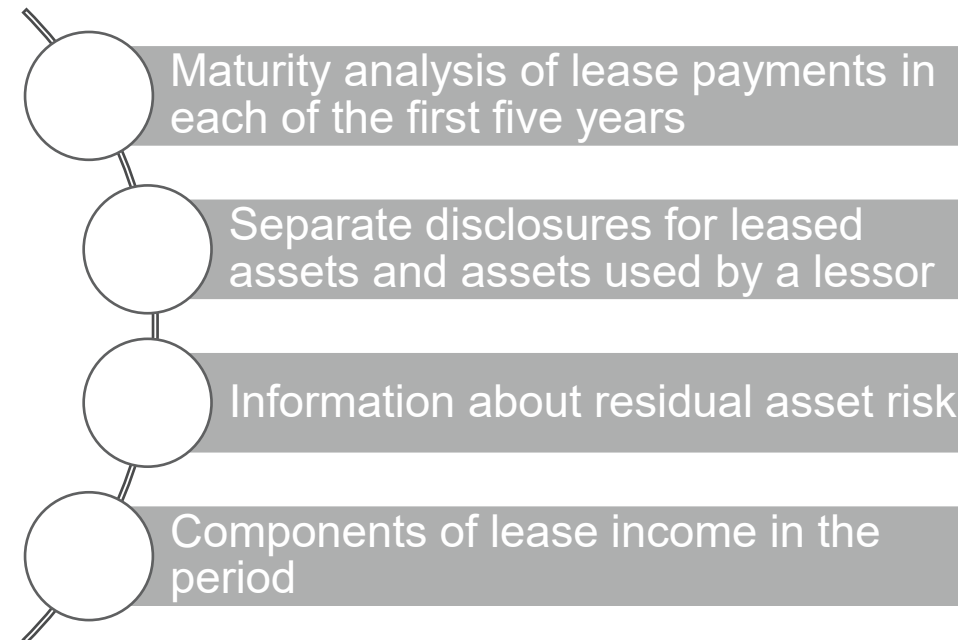 Maturity analysis of lease payments in
each of the first five years
Separate disclosures for leased
assets and assets used by a lessor
Information about residual asset risk
Components of lease income in the
period